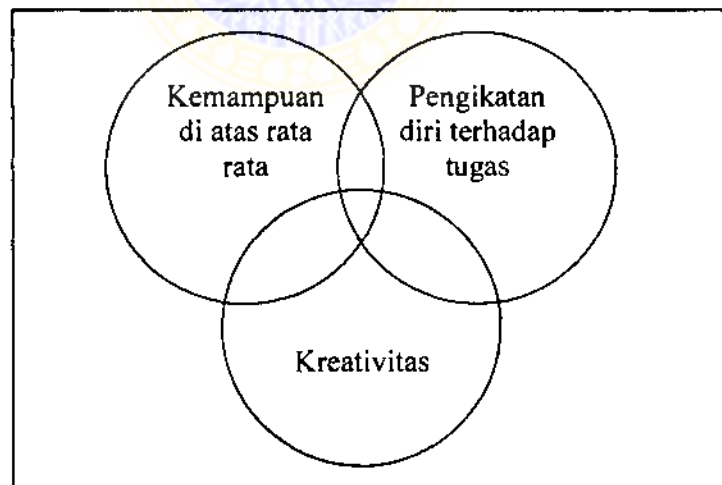 Kemampuan
di atas rata
rata
Pengikatan
diri terhadap
tugas
Kreativitas